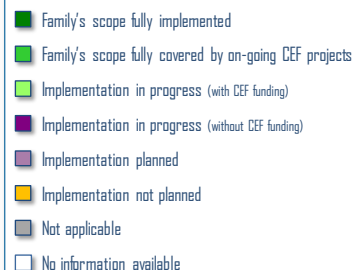 Family's scope fully implemented
Family's scope fully covered by on-going CEF projects
Implementation in progress (with CEF funding)
Implementation in progress (without CEF funding)
Implementation planned
Implementation not planned
Not applicable
No information available